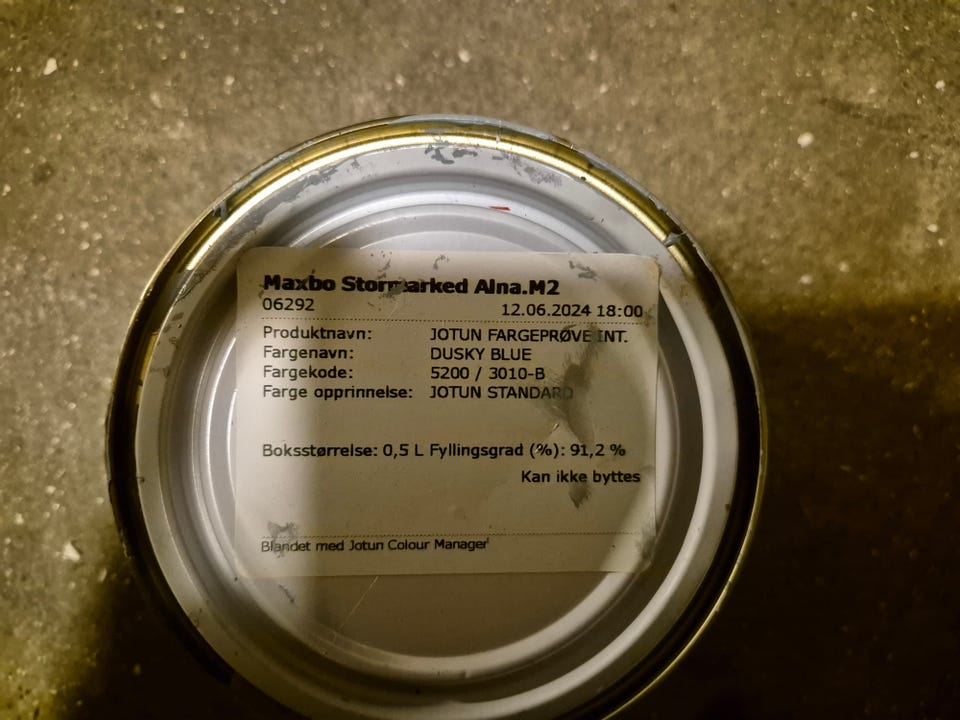 Maxbo Stormarked Alna.M2
06292 12.06.2024 18:00
Produktnavn: JOTUN FARGEPRØVE INT.
Fargenavn: DUSKY BLUE
Fargekode: 5200 / 3010-B
Farge opprinnelse: JOTUN STANDARD
Boksstørrelse: 0,5 L Fyllingsgrad (%): 91,2 %
Kan ikke byttes
Blandet med Jotun Colour Manager